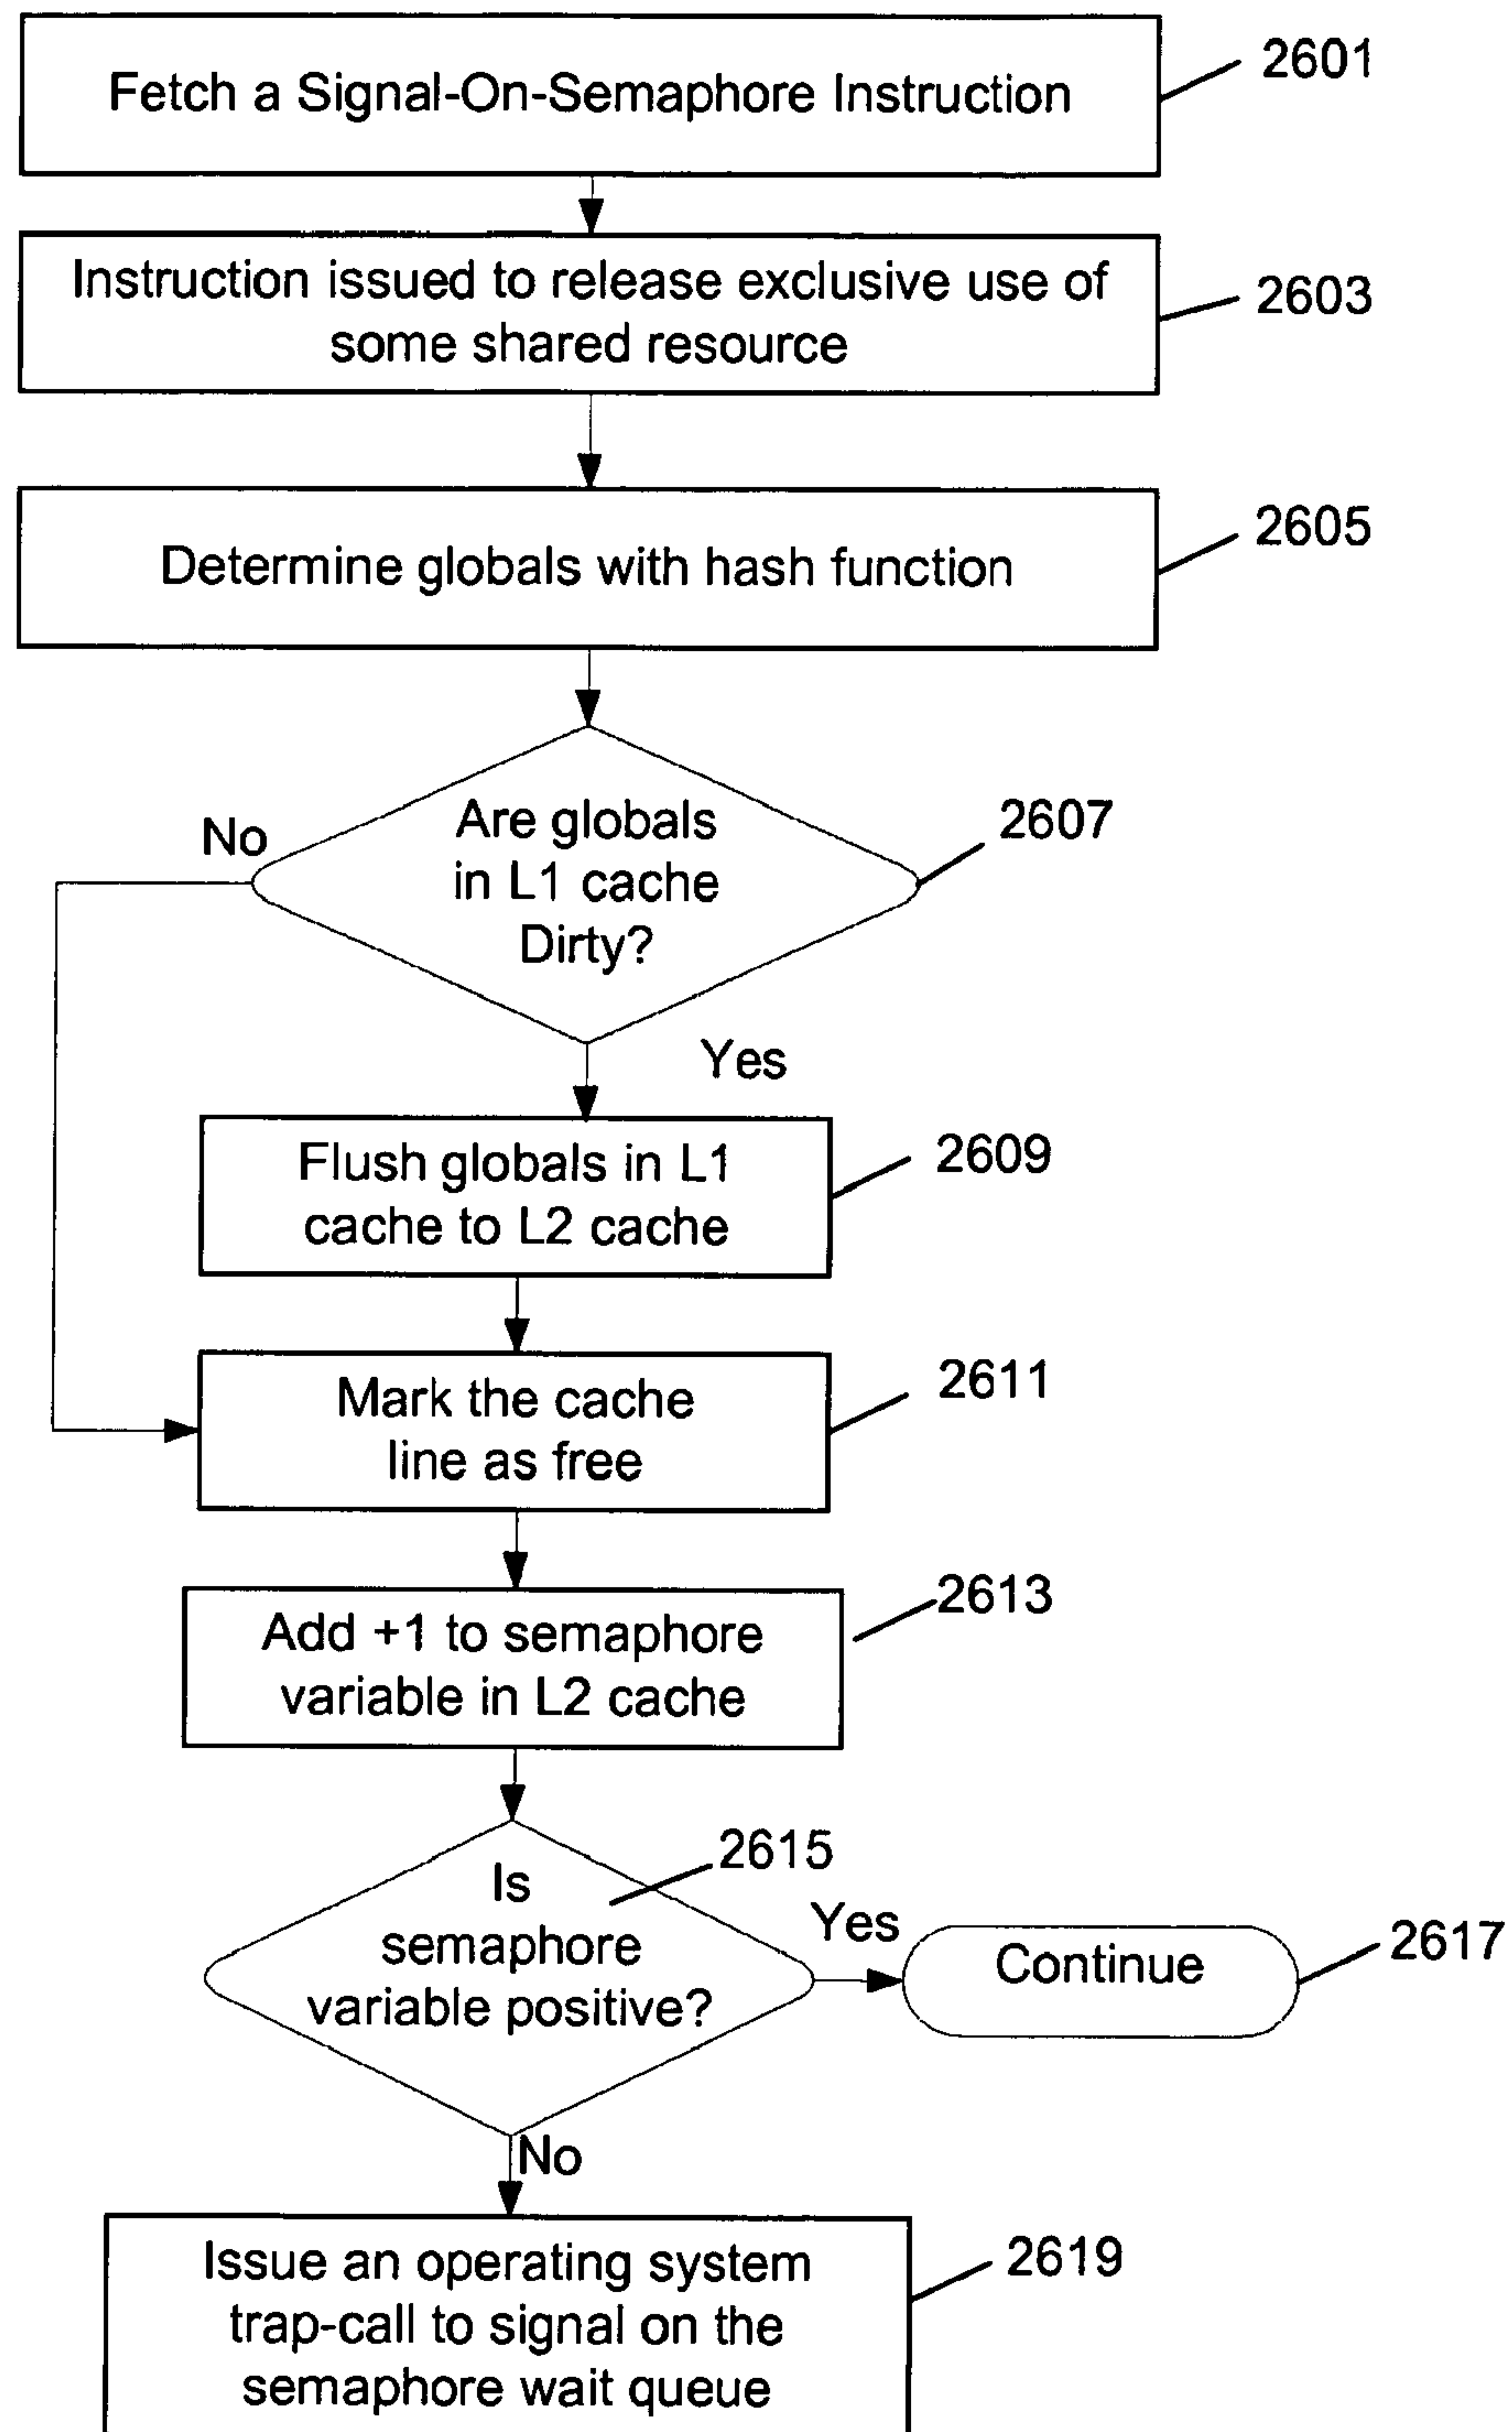 Fetch a Signal-On-Semaphore Instruction
2601
Instruction issued to release exclusive use of
some shared resource
2603
Determine globals with hash function
2605
Are globals
in L1 cache
Dirty?
2607
No
Yes
Flush globals in L1
cache to L2 cache
2609
Mark the cache
line as free
2611
Add +1 to semaphore
variable in L2 cache
2613
Is
semaphore
variable positive?
2615
Yes
Continue
2617
No
Issue an operating system
trap-call to signal on the
semaphore wait queue
2619